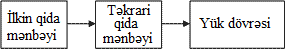 İlkin qida
mənbəyi
Təkrari
qida
mənbəyi
Yük dövrəsi